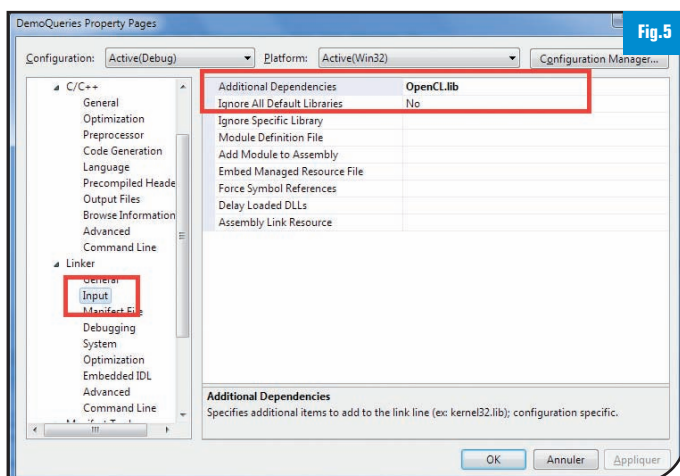 DemoQueries Property Pages
Fig.5
Configuration: Active(Debug) Platform: Active(Win32) Configuration Manager...
C/C++
General
Optimization
Preprocessor
Code Generation
Language
Precompiled Heade
Output Files
Browse Information
Advanced
Command Line
Linker
General
Input
Manifest File
Debugging
System
Optimization
Embedded IDL
Advanced
Command Line
Additional Dependencies OpenCL.lib
Ignore All Default Libraries No
Ignore Specific Library
Module Definition File
Add Module to Assembly
Embed Managed Resource File
Force Symbol References
Delay Loaded DLLs
Assembly Link Resource
Additional Dependencies
Specifies additional items to add to the link line (ex: kernel32.lib); configuration specific.
OK Annuler Appliquer